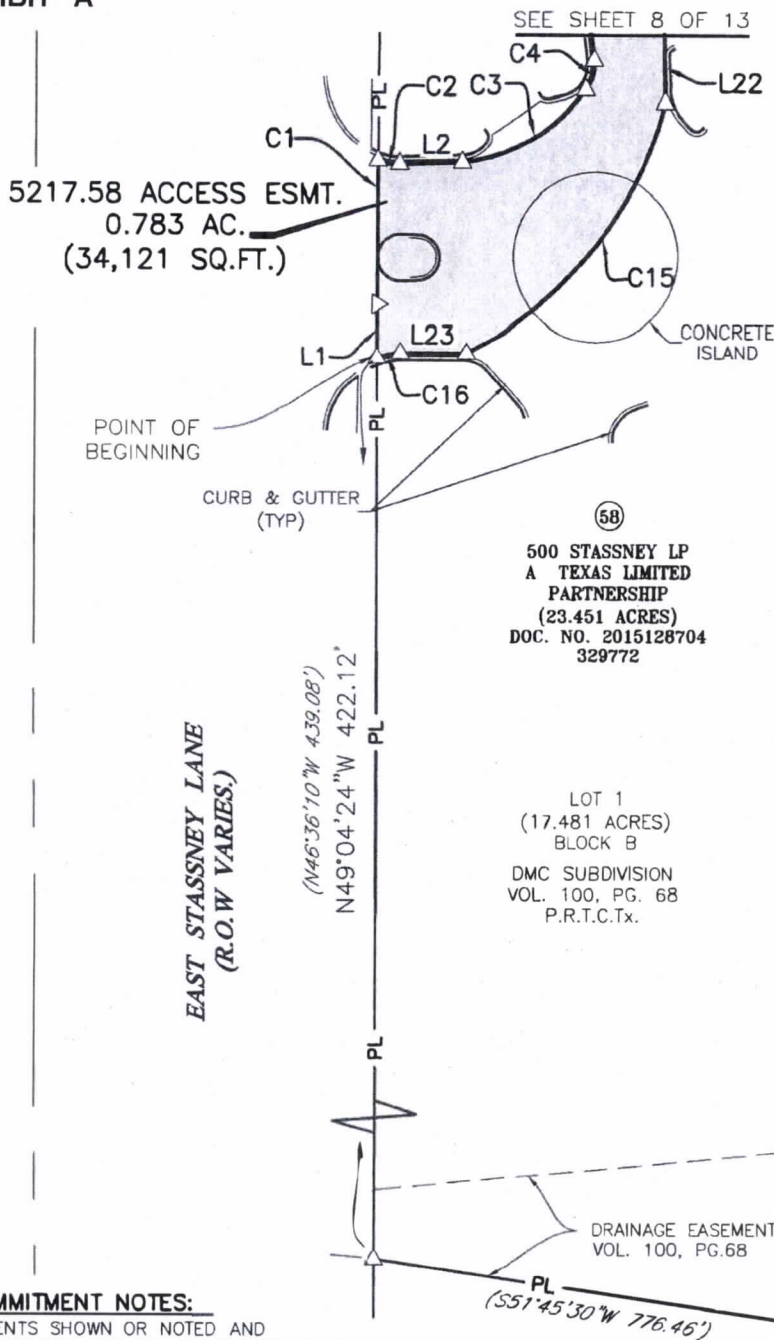 SEE SHEET 8 OF 13
C4
C2
C3
L22
PL
C1
L2
5217.58 ACCESS ESMT.
0.783 AC.
(34,121 SQ.FT.)
C15
L23
CONCRETE
ISLAND
L1
C16
PL
POINT OF
BEGINNING
CURB & GUTTER
(TYP)
58
500 STASSNEY LP
A TEXAS LIMITED
PARTNERSHIP
(23.451 ACRES)
DOC. NO. 2015128704
329772
(N46°36'10"W 439.08')
N49°04'24"W 422.12'
PL
EAST STASSNEY LANE
(R.O.W VARIES.)
LOT 1
(17.481 ACRES)
BLOCK B
DMC SUBDIVISION
VOL. 100, PG. 68
P.R.T.C.Tx.
PL
DRAINAGE EASEMENT
VOL. 100, PG.68
PL
(S51°45'30"W 776.46')
MMITMENT NOTES:
ENTS SHOWN OR NOTED AND